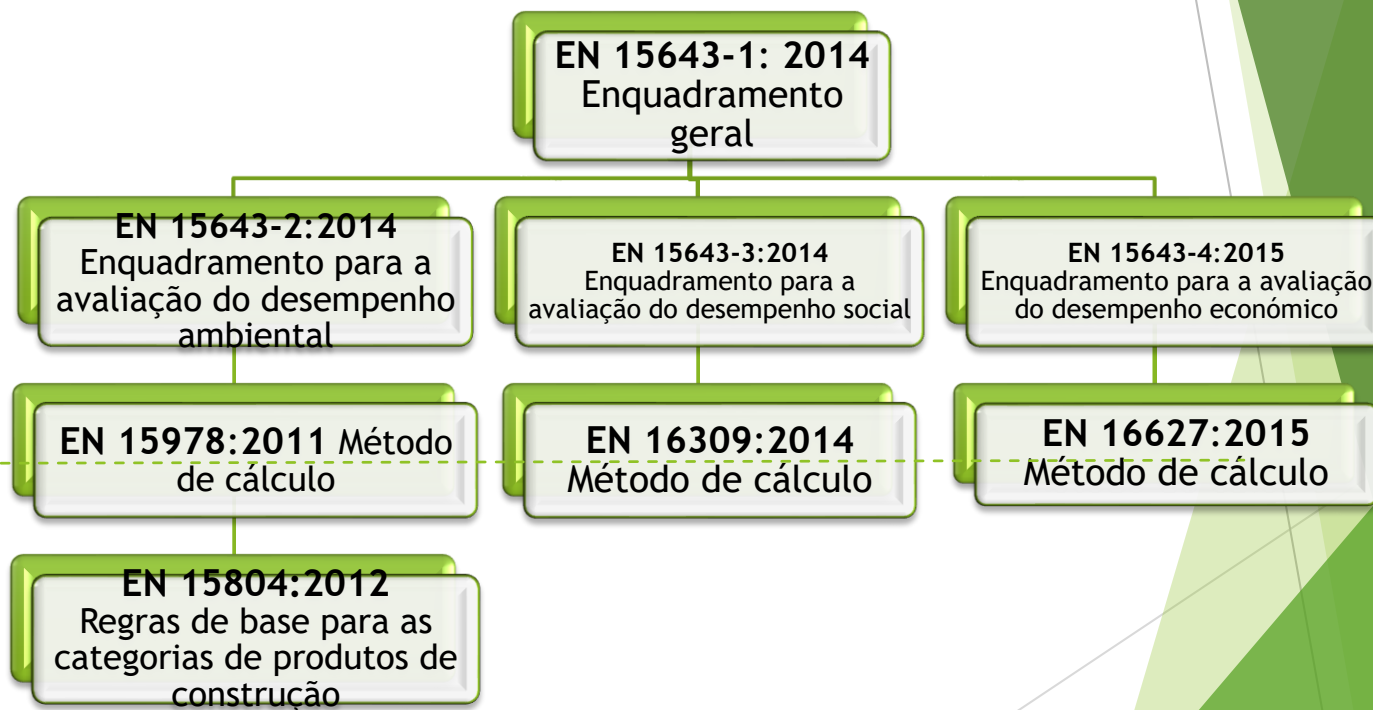 EN 15643-1: 2014
Enquadramento
geral
EN 15643-2:2014
Enquadramento para a
avaliação do desempenho
ambiental
EN 15643-3:2014
Enquadramento para a
avaliação do desempenho social
EN 15643-4:2015
Enquadramento para a avaliação
do desempenho económico
EN 15978:2011 Método
de cálculo
EN 16309:2014
Método de cálculo
EN 16627:2015
Método de cálculo
EN 15804:2012
Regras de base para as
categorias de produtos de
construção